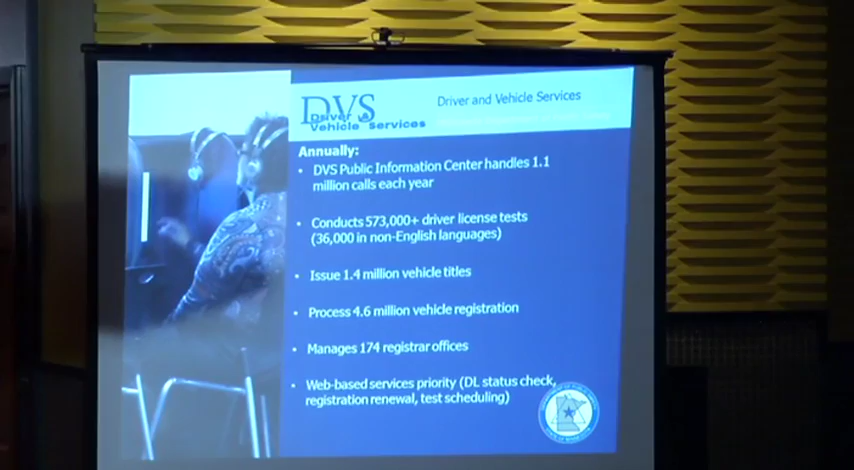 DVS
Driver &
Vehicle Services
Driver and Vehicle Services
Annually:
• DVS Public Information Center handles 1.1
million calls each year
• Conducts 573,000+ driver license tests
(36,000 in non-English languages)
• Issue 1.4 million vehicle titles
• Process 4.6 million vehicle registration
• Manages 174 registrar offices
• Web-based services priority (DL status check,
registration renewal, test scheduling)